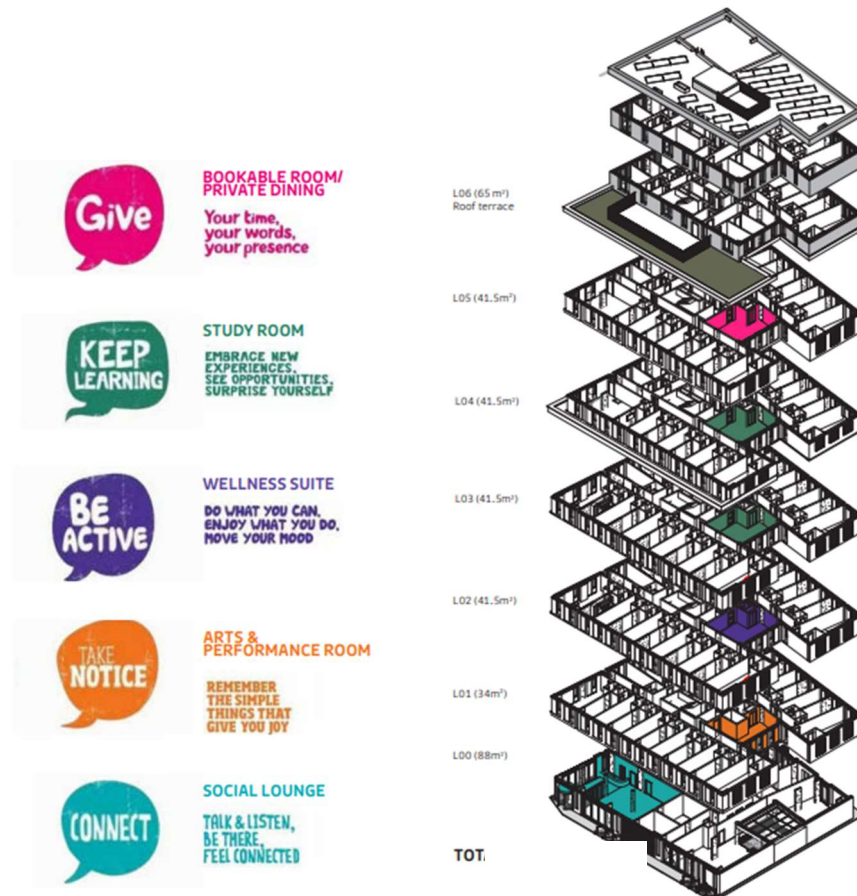 Give
BOOKABLE ROOM/
PRIVATE DINING
Your time,
your words,
your presence
L06 (65 m²)
Roof terrace
L05 (41.5m²)
KEEP
LEARNING
STUDY ROOM
EMBRACE NEW
EXPERIENCES,
SEE OPPORTUNITIES,
SURPRISE YOURSELF
L04 (41.5m²)
BE
ACTIVE
WELLNESS SUITE
DO WHAT YOU CAN,
ENJOY WHAT YOU DO,
MOVE YOUR MOOD
L03 (41.5m²)
L02 (41.5m²)
TAKE
NOTICE
ARTS &
PERFORMANCE ROOM
REMEMBER
THE SIMPLE
THINGS THAT
GIVE YOU JOY
L01 (34m²)
L00 (88m²)
CONNECT
SOCIAL LOUNGE
TALK & LISTEN,
BE THERE,
FEEL CONNECTED